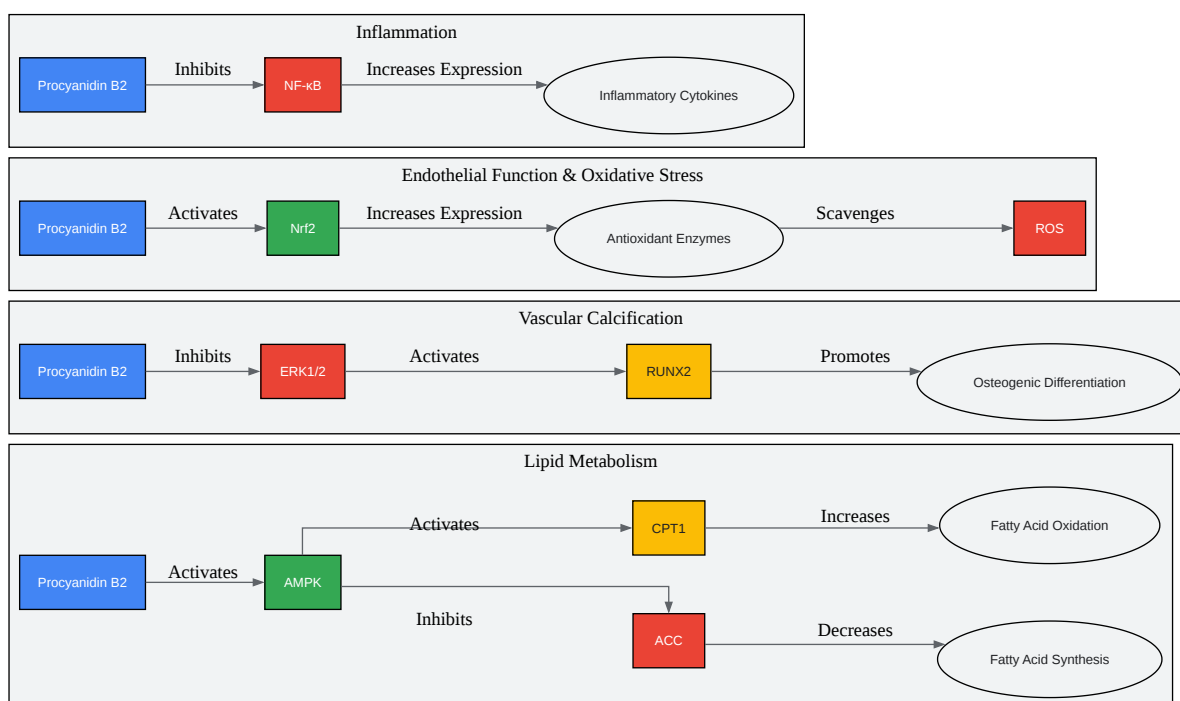 Inflammation
Procyanidin B2
Inhibits
NF-κB
Increases Expression
Inflammatory Cytokines
Endothelial Function & Oxidative Stress
Procyanidin B2
Activates
Nrf2
Increases Expression
Antioxidant Enzymes
Scavenges
ROS
Vascular Calcification
Procyanidin B2
Inhibits
ERK1/2
Activates
RUNX2
Promotes
Osteogenic Differentiation
Lipid Metabolism
Procyanidin B2
Activates
AMPK
Activates
CPT1
Increases
Fatty Acid Oxidation
Inhibits
ACC
Decreases
Fatty Acid Synthesis